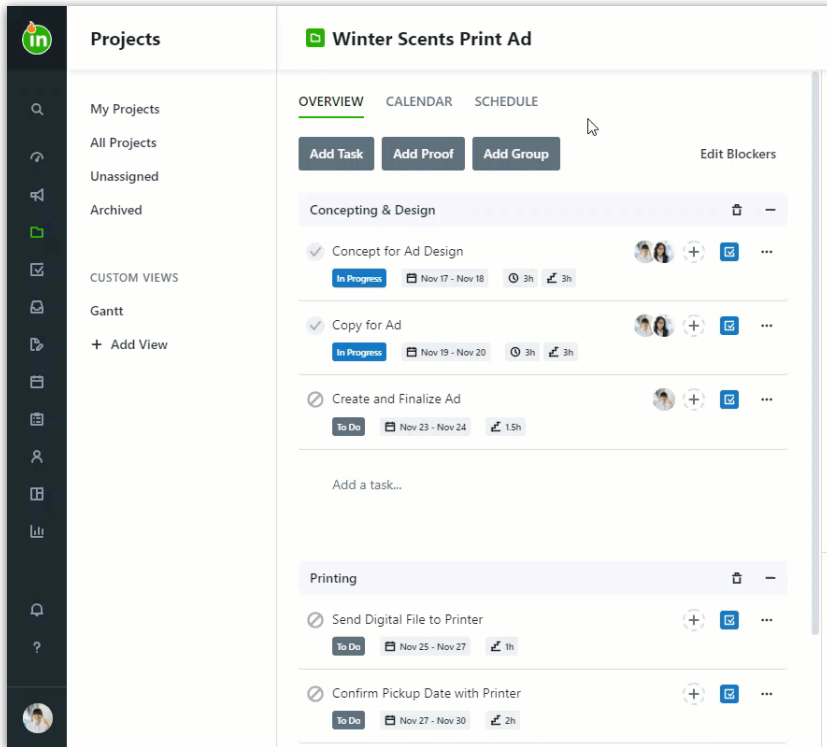 in
Projects
Winter Scents Print Ad
My Projects
All Projects
Unassigned
Archived
CUSTOM VIEWS
Gantt
+ Add View
OVERVIEW CALENDAR SCHEDULE
Add Task Add Proof Add Group Edit Blockers
Concepting & Design
Concept for Ad Design
In Progress Nov 17 - Nov 18 3h 3h
Copy for Ad
In Progress Nov 19 - Nov 20 3h 3h
Create and Finalize Ad
To Do Nov 23 - Nov 24 1.5h
Add a task...
Printing
Send Digital File to Printer
To Do Nov 25 - Nov 27 1h
Confirm Pickup Date with Printer
To Do Nov 27 - Nov 30 2h
?